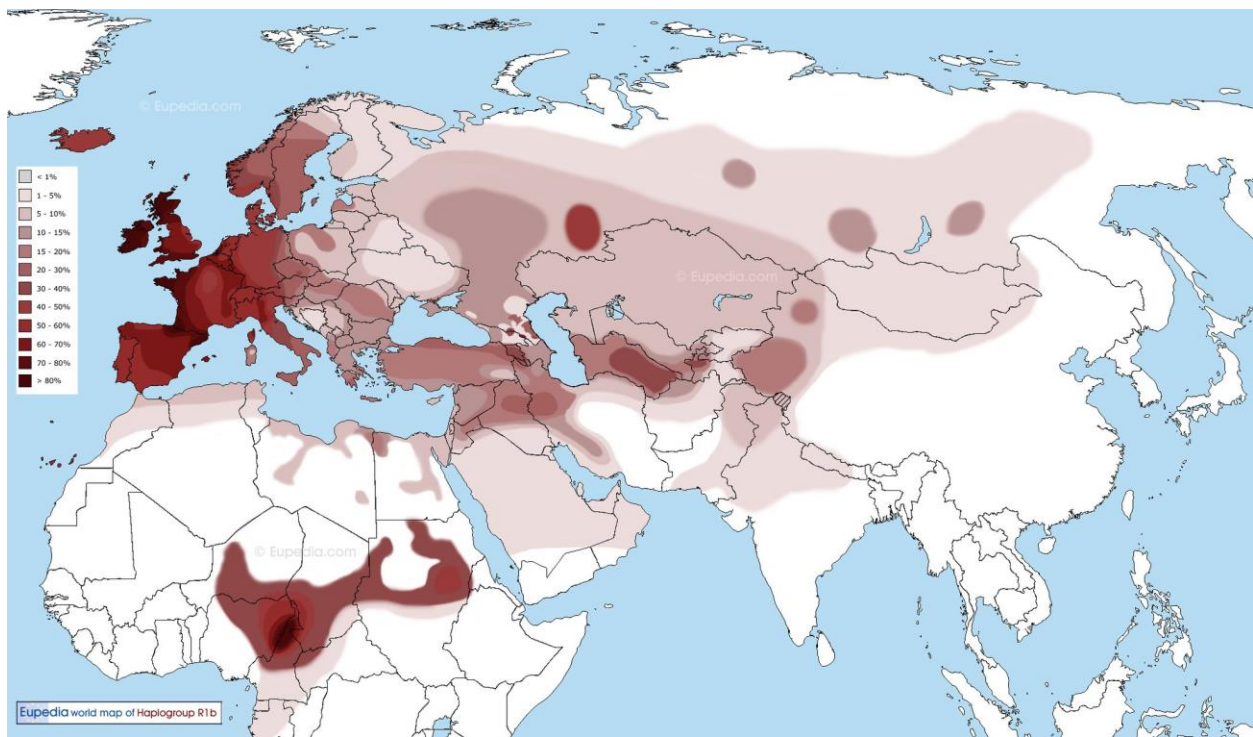 © Eupedia.com
< 1%
1 - 5%
5 - 10%
10 - 15%
15 - 20%
20 - 30%
30 - 40%
40 - 50%
50 - 60%
60 - 70%
70 - 80%
> 80%
© Eupedia.com
© Eupedia.com
Eupedia world map of Haplogroup R1b